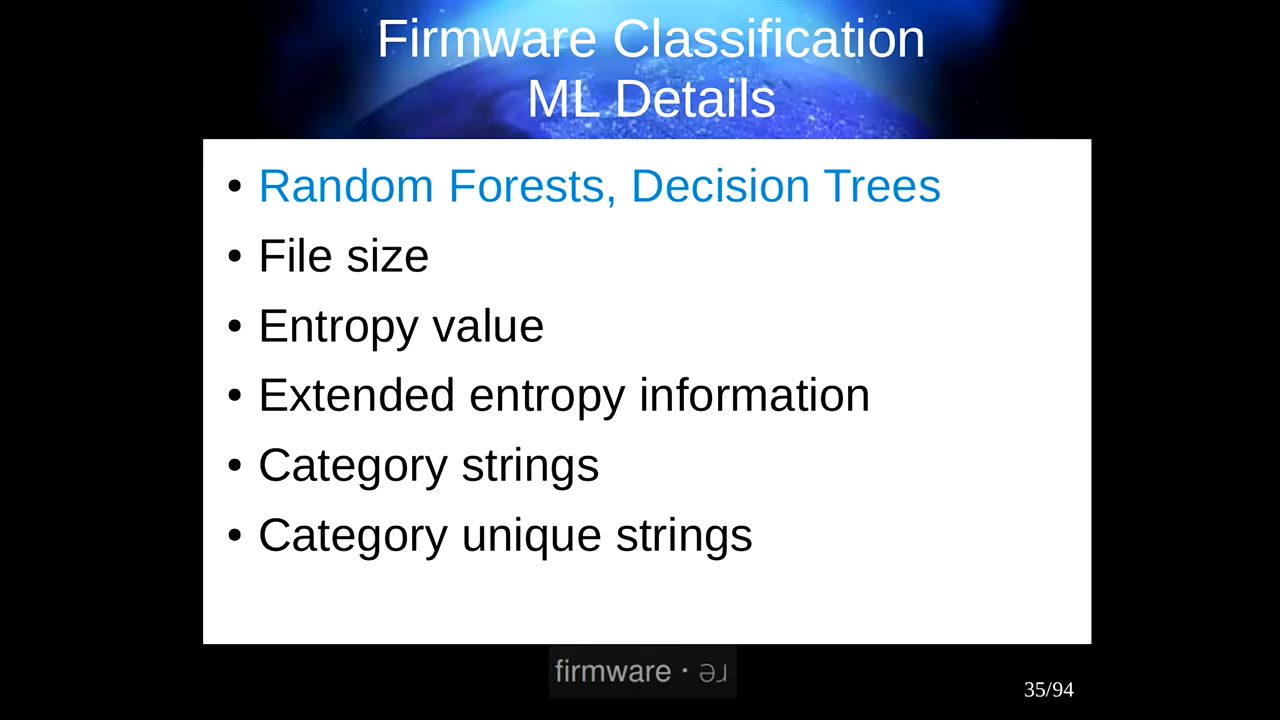 Firmware Classification
ML Details
• Random Forests, Decision Trees
• File size
• Entropy value
• Extended entropy information
• Category strings
• Category unique strings
firmware · ǝɹ
35/94